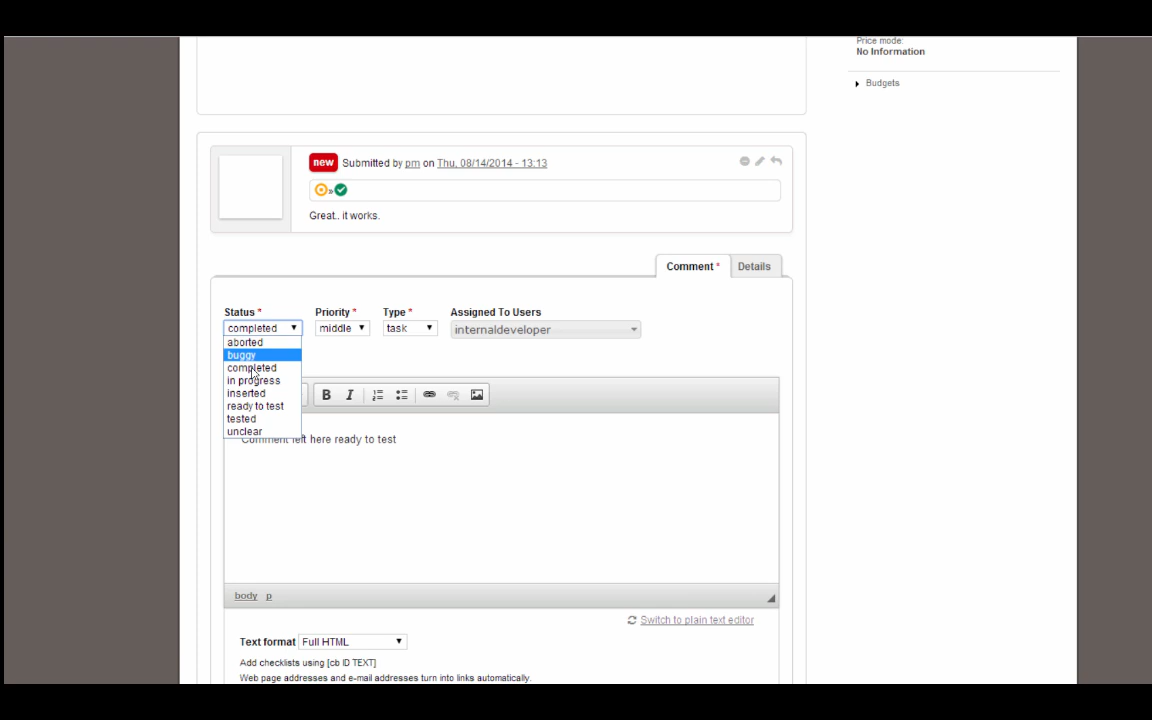 Price mode:
No Information
Budgets
new Submitted by pm on Thu, 08/14/2014 - 13:13
»
Great.. it works.
Comment * Details
Status * Priority * Type * Assigned To Users
completed middle task internaldeveloper
aborted
buggy
completed
in progress
inserted
ready to test
tested
unclear
B I
Comment left here ready to test
body p
Switch to plain text editor
Text format Full HTML
Add checklists using [cb ID TEXT]
Web page addresses and e-mail addresses turn into links automatically.